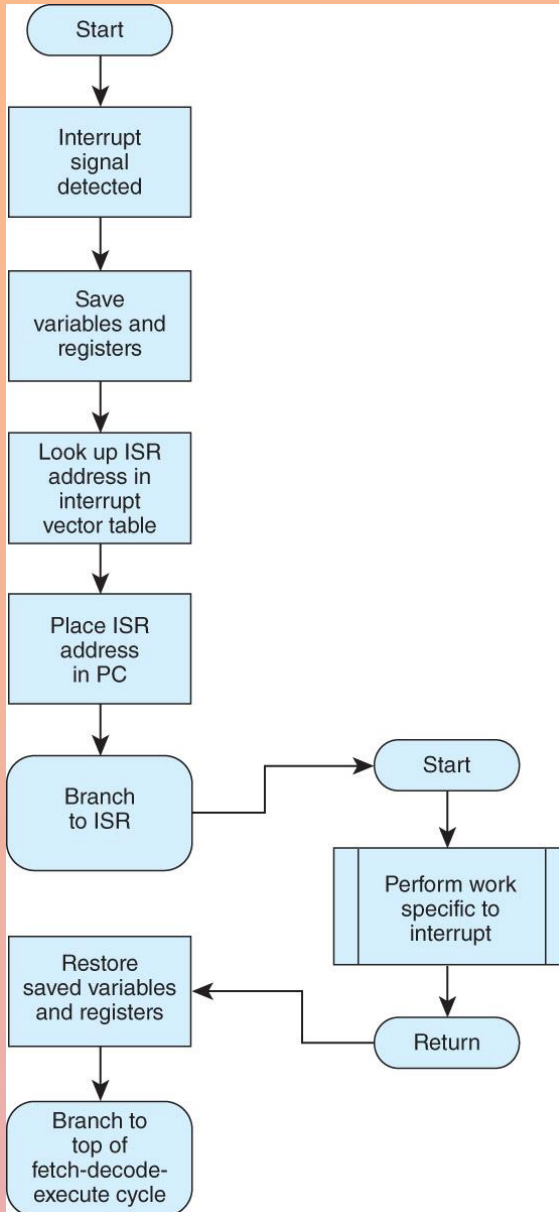 Start
Interrupt
signal
detected
Save
variables and
registers
Look up ISR
address in
interrupt
vector table
Place ISR
address
in PC
Branch
to ISR
Start
Perform work
specific to
interrupt
Return
Restore
saved variables
and registers
Branch to
top of
fetch-decode-
execute cycle